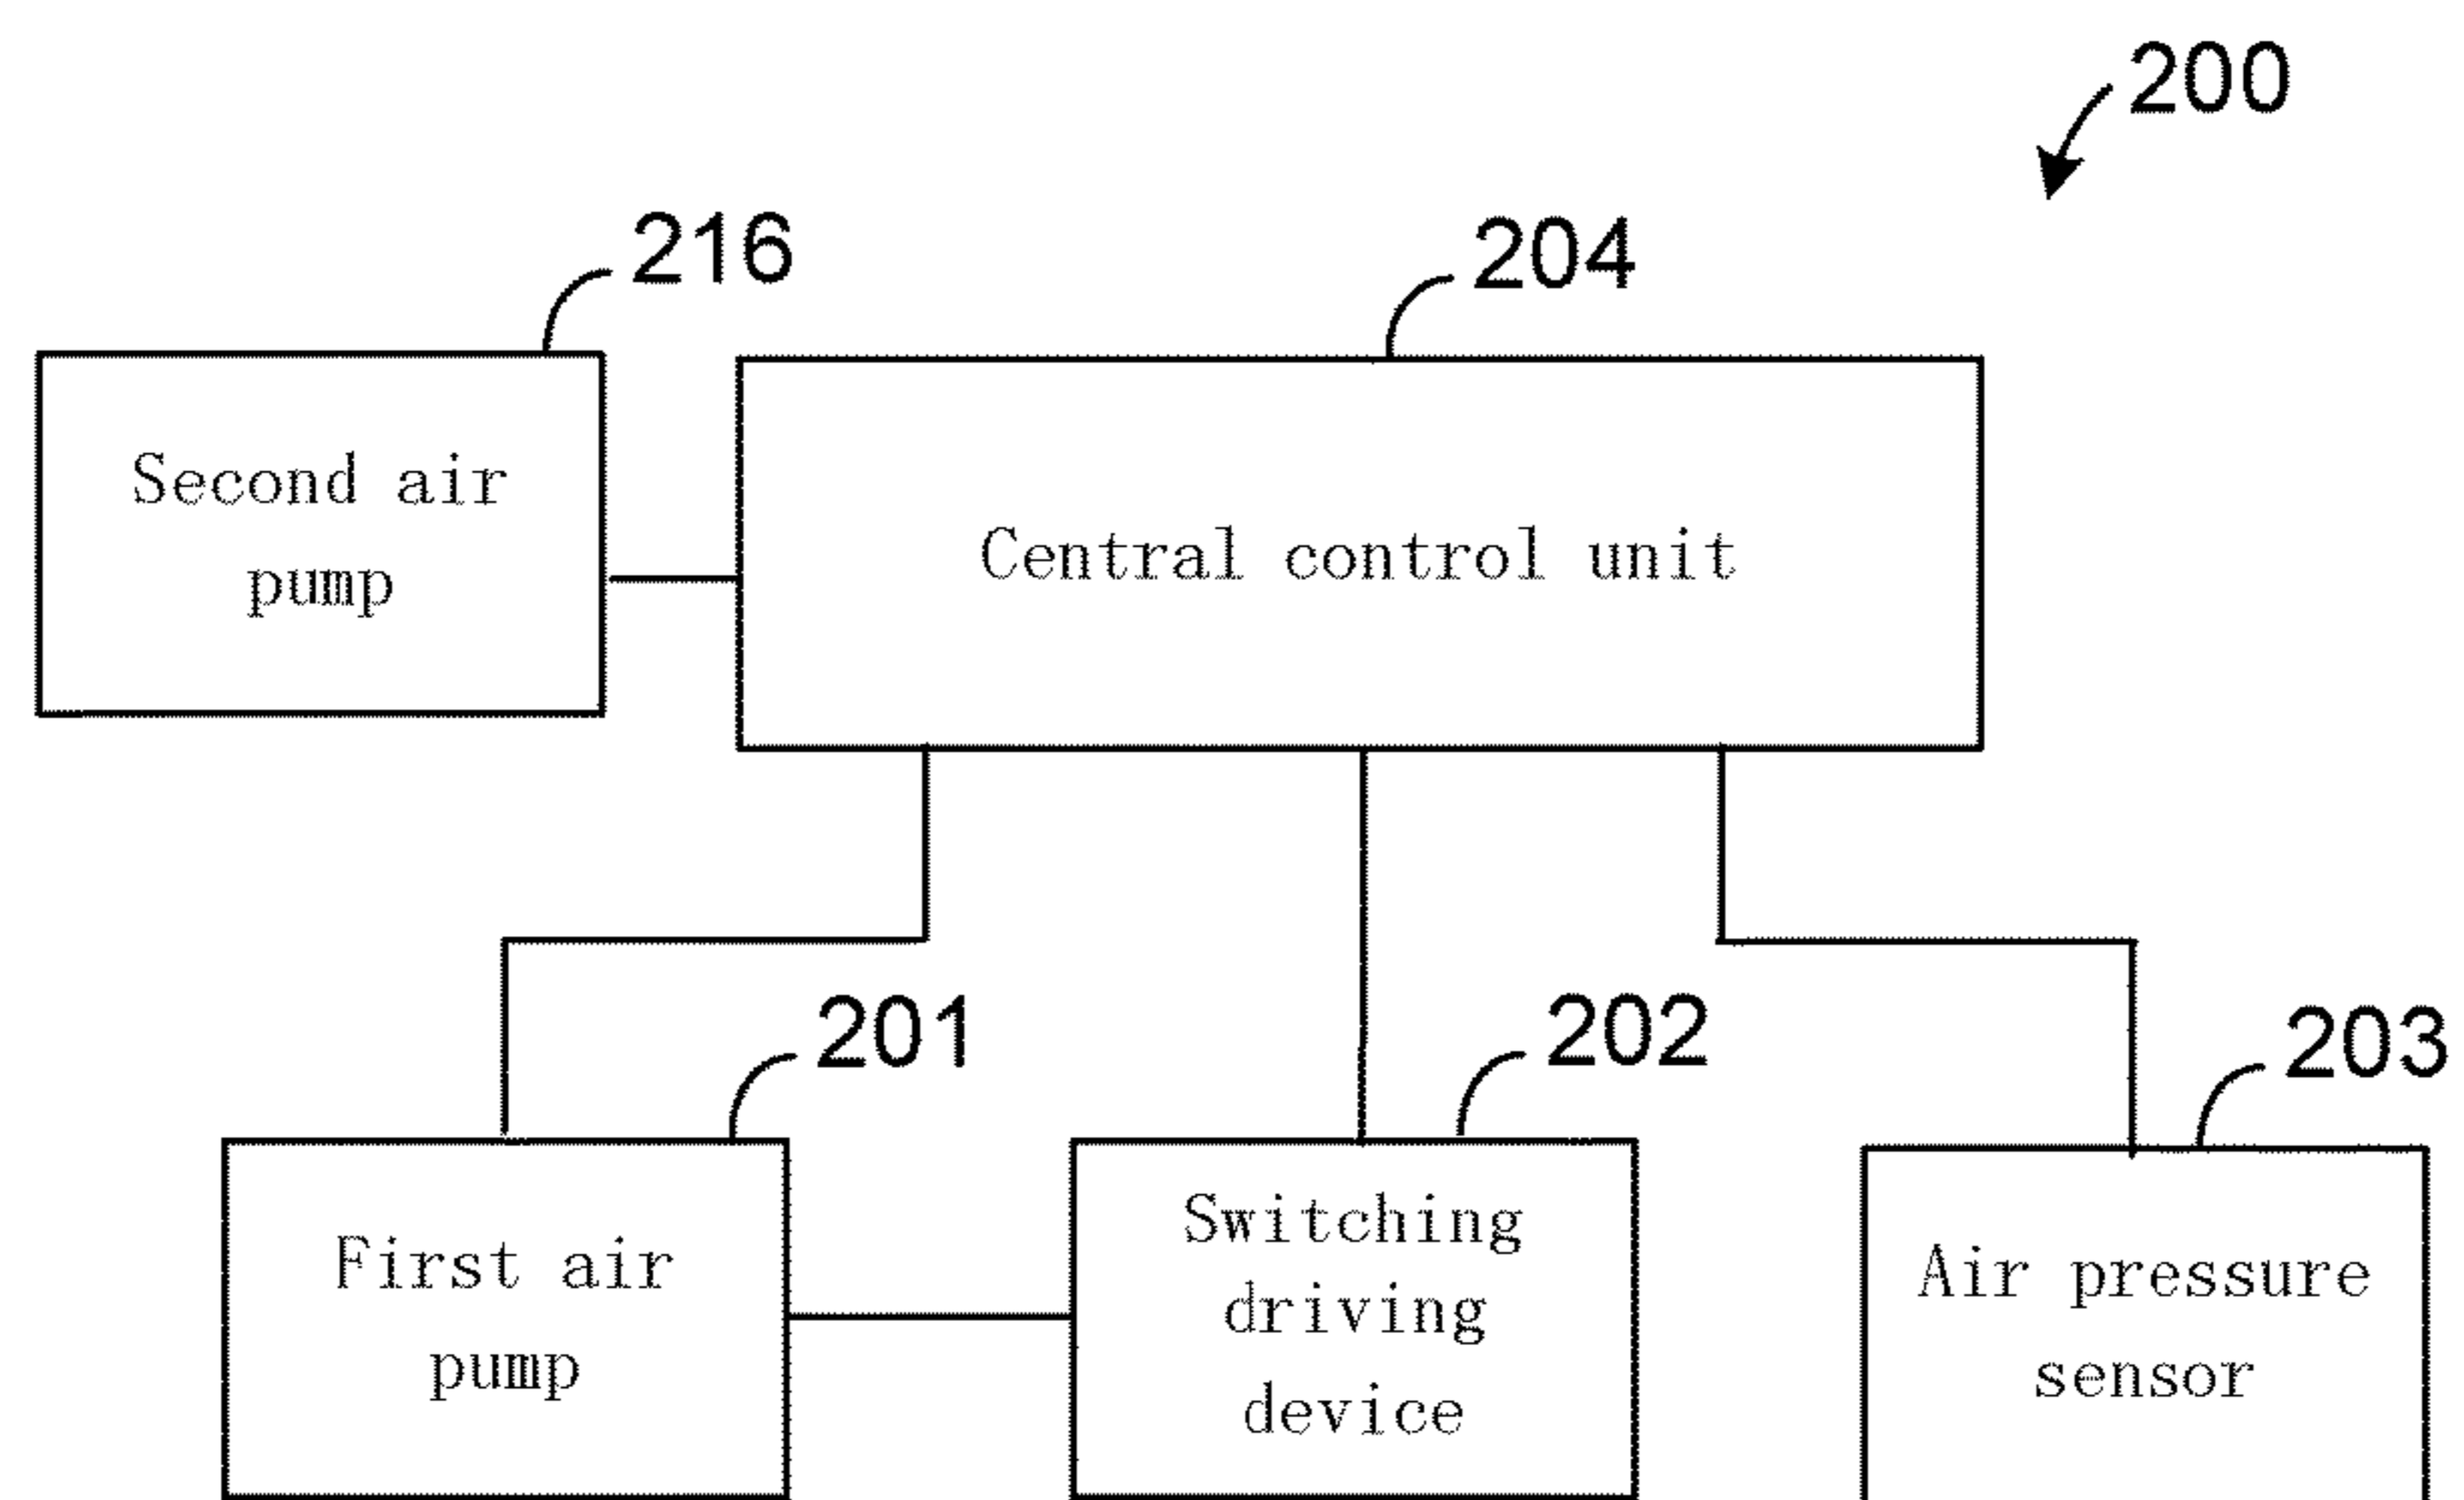 200
216
204
Second air
pump
Central control unit
201
202
203
First air
pump
Switching
driving
device
Air pressure
sensor